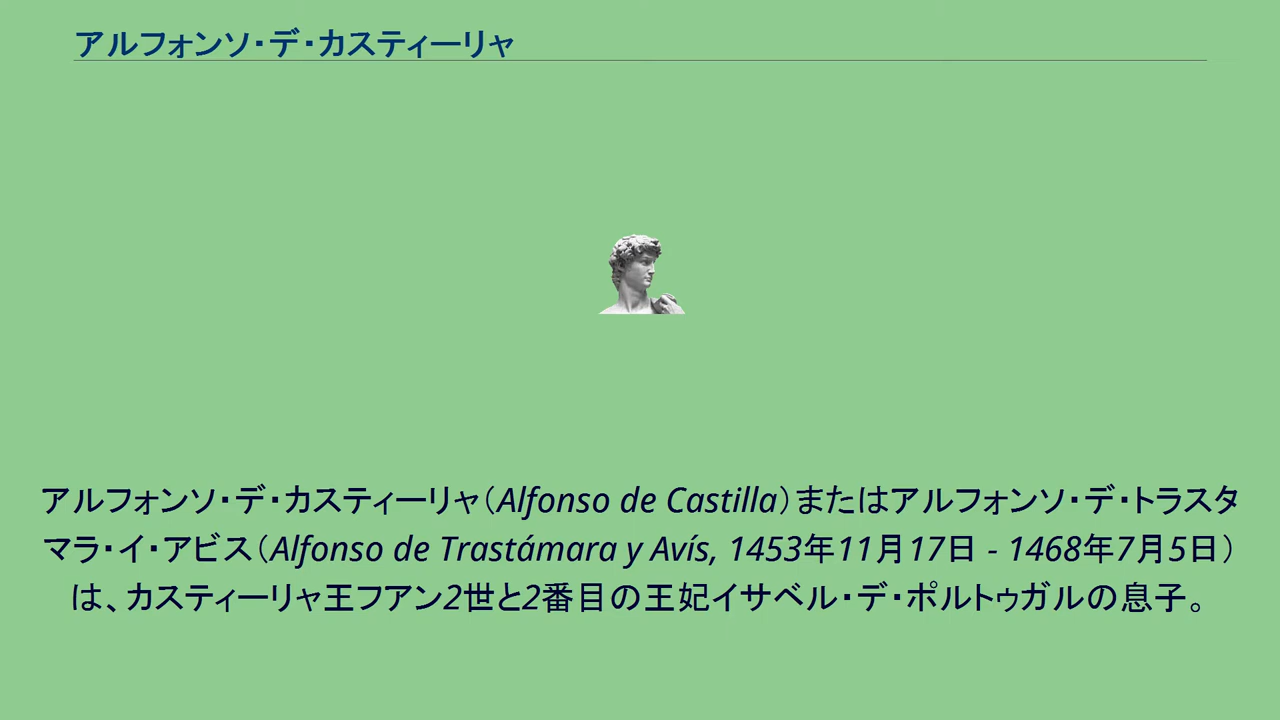 アルフォンソ・デ・カスティーリャ
アルフォンソ・デ・カスティーリャ（Alfonso de Castilla）またはアルフォンソ・デ・トラスタ
マラ・イ・アビス（Alfonso de Trastámara y Avís, 1453年11月17日 - 1468年7月5日）
は、カスティーリャ王フアン2世と2番目の王妃イサベル・デ・ポルトゥガルの息子。